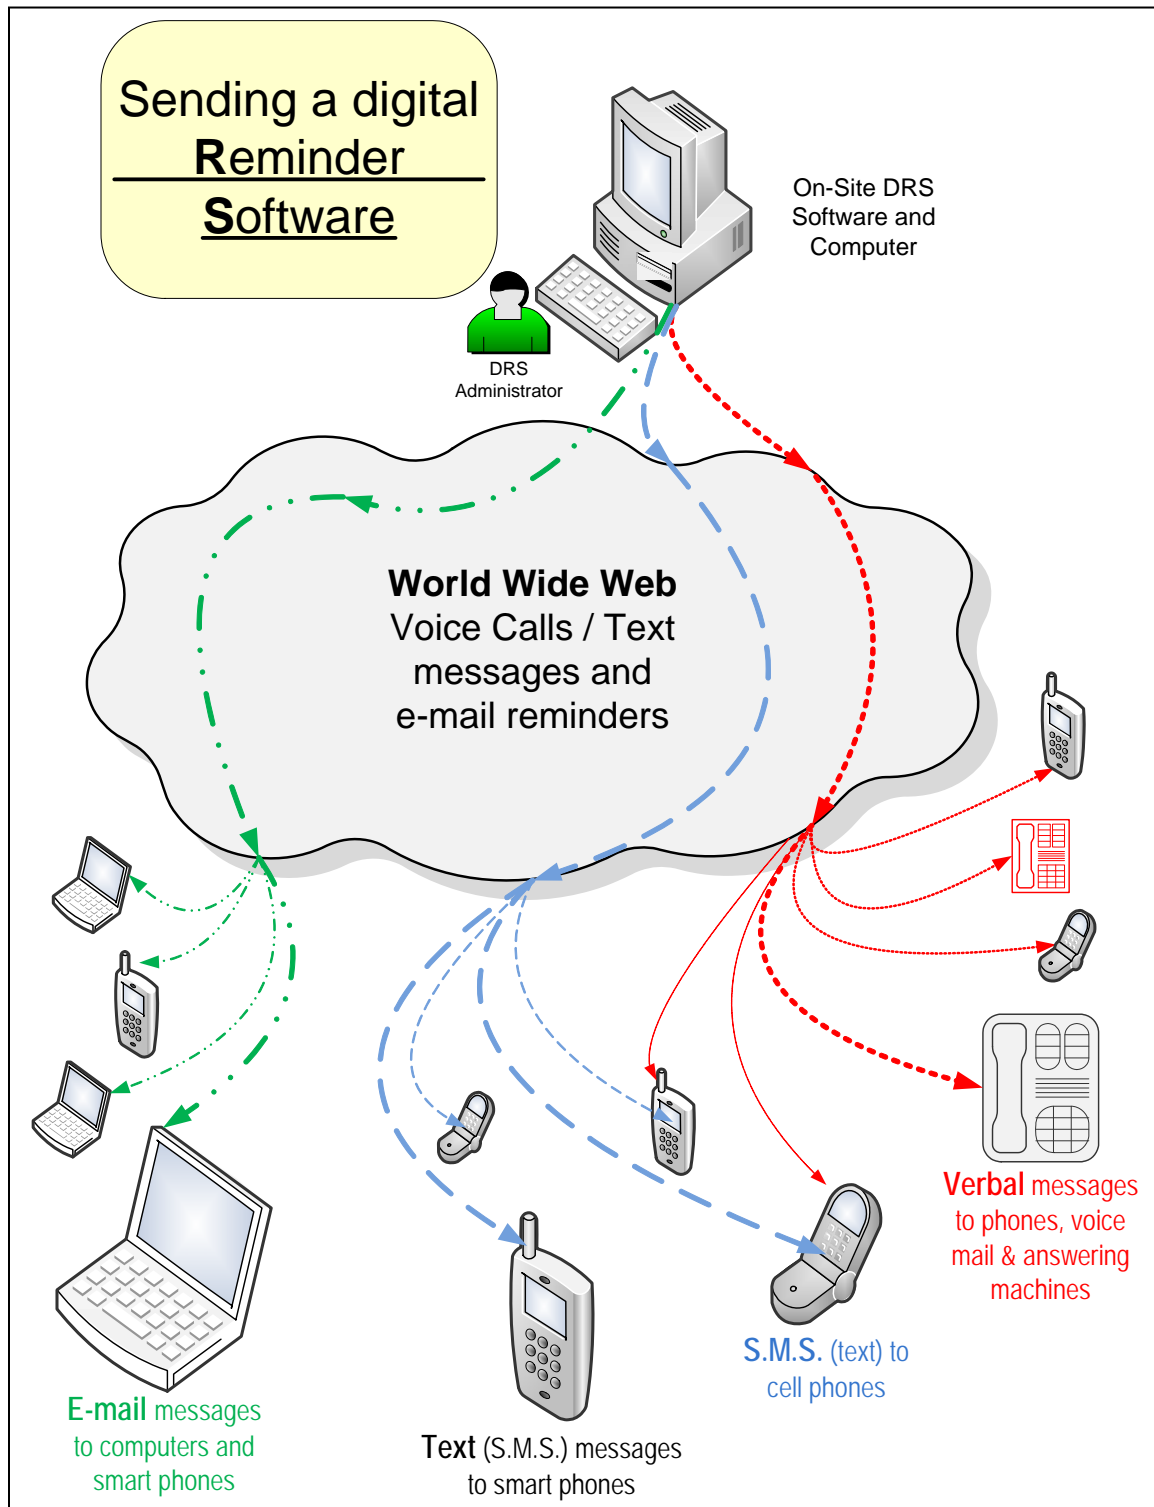 Sending a digital
Reminder
Software
On-Site DRS
Software and
Computer
DRS
Administrator
World Wide Web
Voice Calls / Text
messages and
e-mail reminders
Verbal messages
to phones, voice
mail & answering
machines
S.M.S. (text) to
cell phones
E-mail messages
to computers and
smart phones
Text (S.M.S.) messages
to smart phones